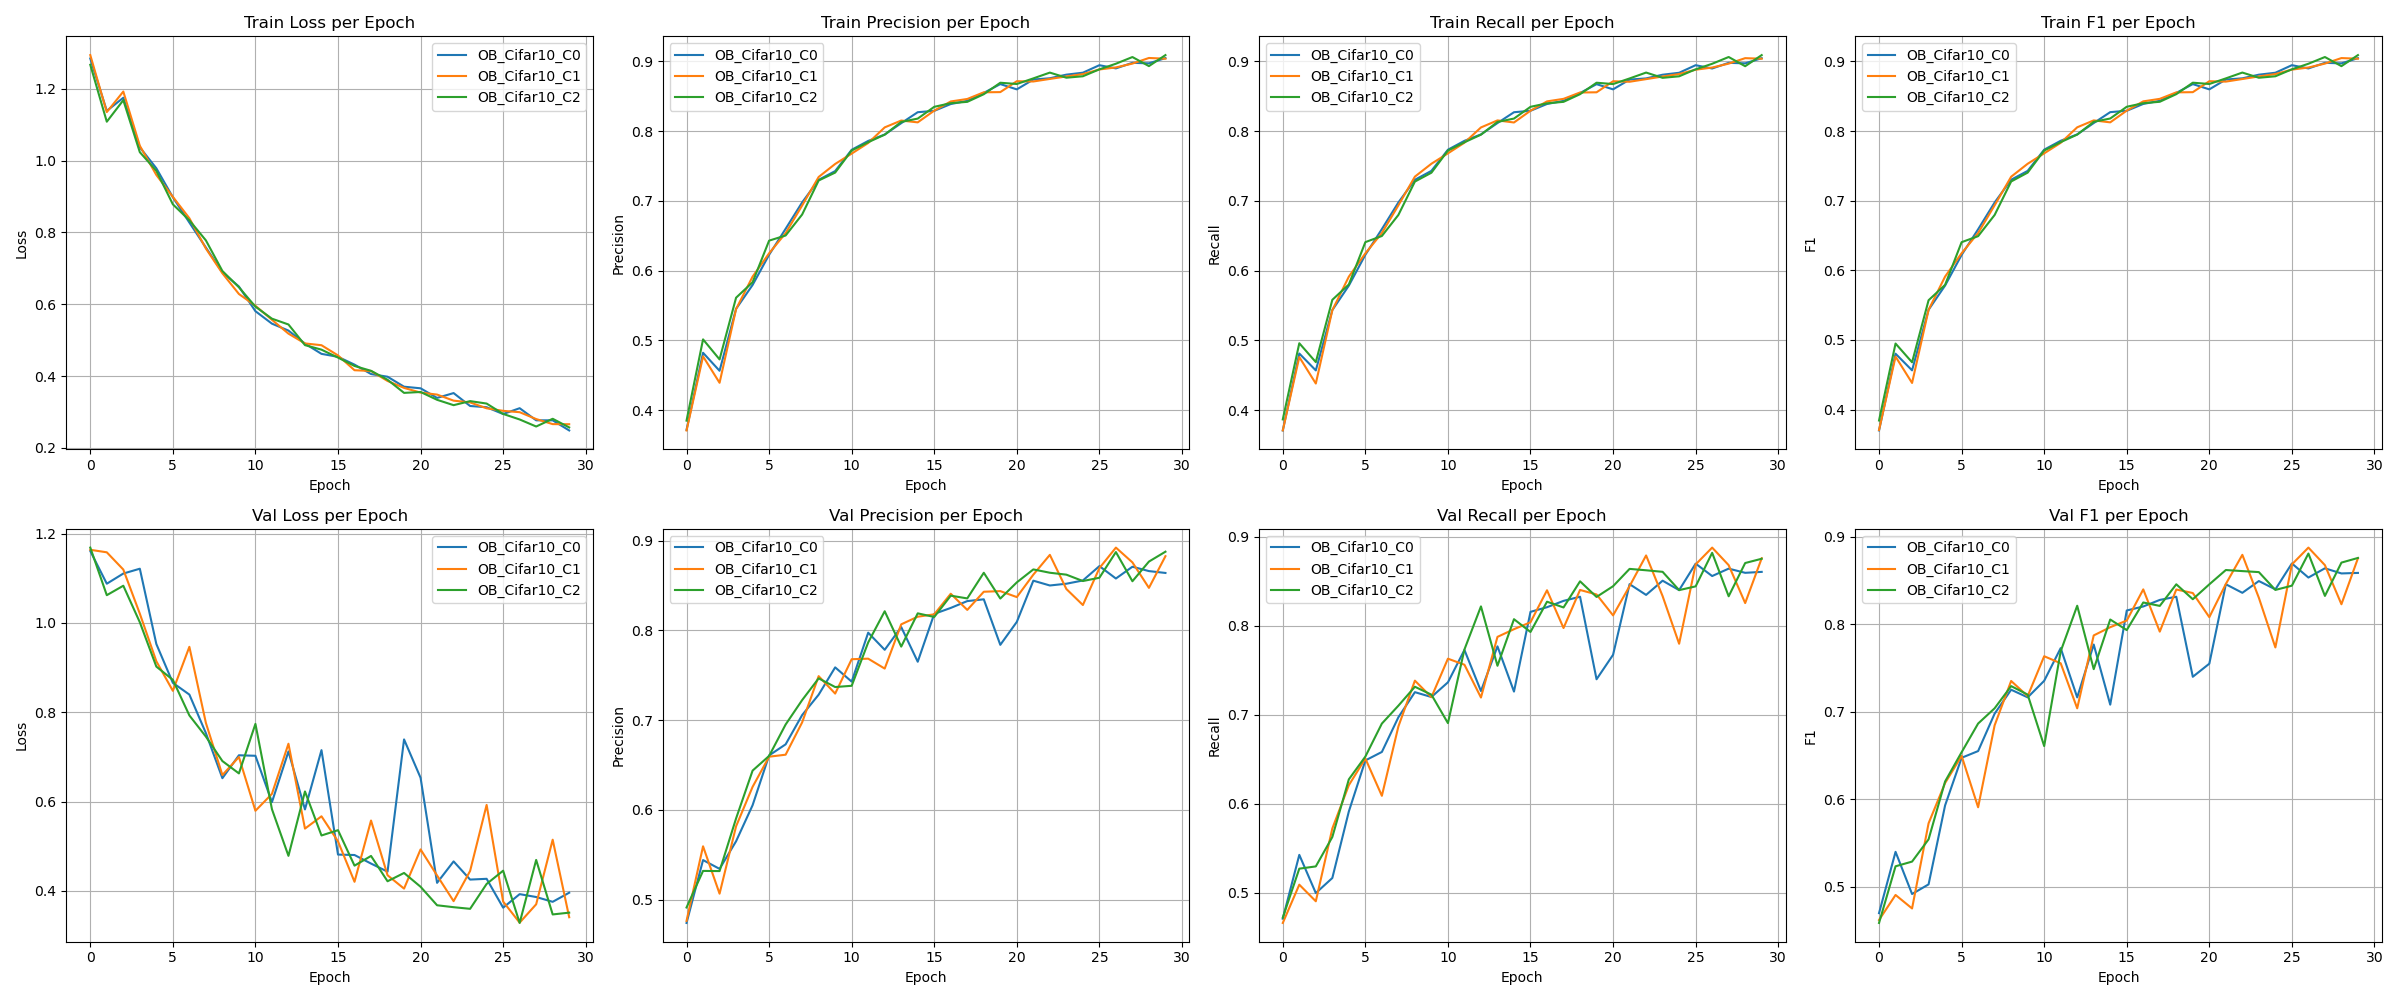 Train Loss per Epoch
Loss
1.2
1.0
0.8
0.6
0.4
0.2
0 5 10 15 20 25 30
Epoch
OB_Cifar10_C0
OB_Cifar10_C1
OB_Cifar10_C2
Train Precision per Epoch
Precision
0.9
0.8
0.7
0.6
0.5
0.4
0 5 10 15 20 25 30
Epoch
OB_Cifar10_C0
OB_Cifar10_C1
OB_Cifar10_C2
Train Recall per Epoch
Recall
0.9
0.8
0.7
0.6
0.5
0.4
0 5 10 15 20 25 30
Epoch
OB_Cifar10_C0
OB_Cifar10_C1
OB_Cifar10_C2
Train F1 per Epoch
F1
0.9
0.8
0.7
0.6
0.5
0.4
0 5 10 15 20 25 30
Epoch
OB_Cifar10_C0
OB_Cifar10_C1
OB_Cifar10_C2
Val Loss per Epoch
Loss
1.2
1.0
0.8
0.6
0.4
0 5 10 15 20 25 30
Epoch
OB_Cifar10_C0
OB_Cifar10_C1
OB_Cifar10_C2
Val Precision per Epoch
Precision
0.9
0.8
0.7
0.6
0.5
0 5 10 15 20 25 30
Epoch
OB_Cifar10_C0
OB_Cifar10_C1
OB_Cifar10_C2
Val Recall per Epoch
Recall
0.9
0.8
0.7
0.6
0.5
0 5 10 15 20 25 30
Epoch
OB_Cifar10_C0
OB_Cifar10_C1
OB_Cifar10_C2
Val F1 per Epoch
F1
0.9
0.8
0.7
0.6
0.5
0 5 10 15 20 25 30
Epoch
OB_Cifar10_C0
OB_Cifar10_C1
OB_Cifar10_C2